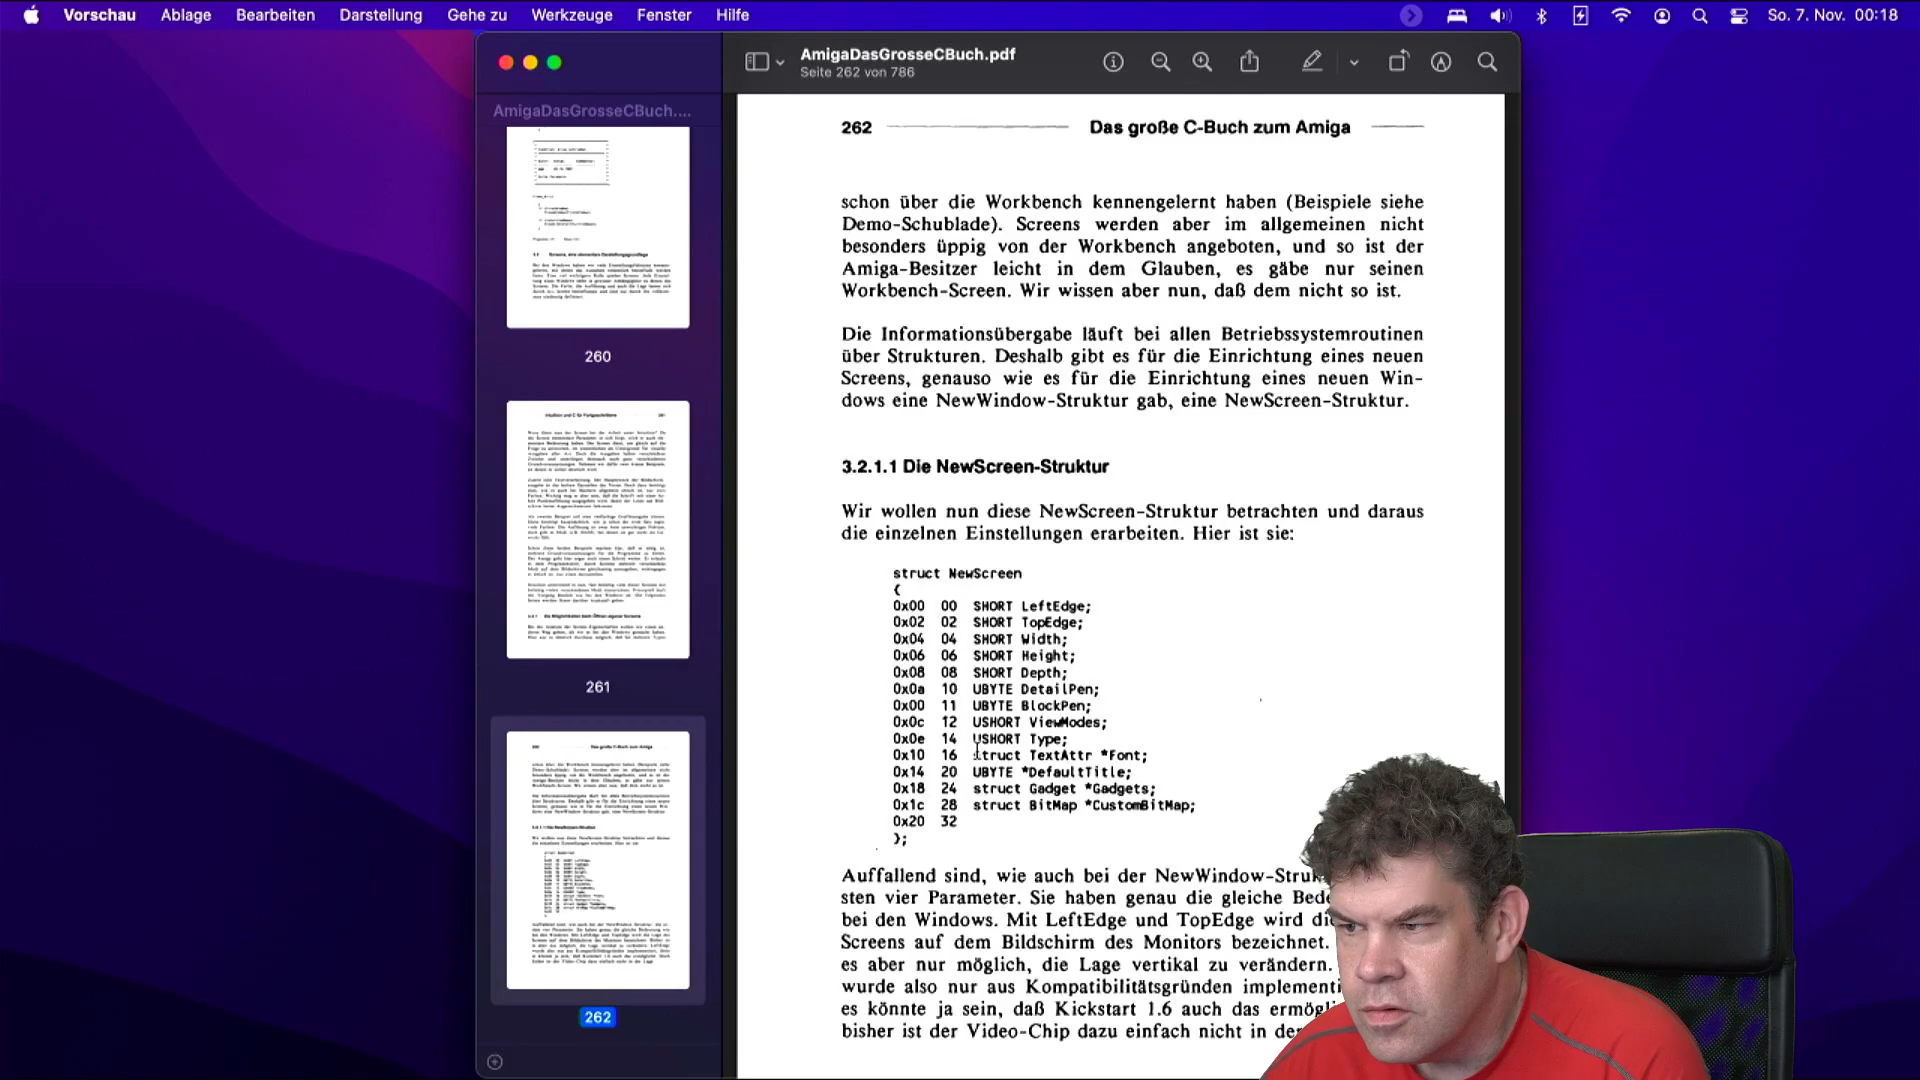 Vorschau Ablage Bearbeiten Darstellung Gehe zu Werkzeuge Fenster Hilfe So. 7. Nov. 00:18
AmigaDasGrosseCBuch.pdf
Seite 262 von 786
AmigaDasGrosseCBuch....
260
261
262
262 Das große C-Buch zum Amiga
schon über die Workbench kennengelernt haben (Beispiele siehe
Demo-Schublade). Screens werden aber im allgemeinen nicht
besonders üppig von der Workbench angeboten, und so ist der
Amiga-Besitzer leicht in dem Glauben, es gäbe nur seinen
Workbench-Screen. Wir wissen aber nun, daß dem nicht so ist.
Die Informationsübergabe läuft bei allen Betriebssystemroutinen
über Strukturen. Deshalb gibt es für die Einrichtung eines neuen
Screens, genauso wie es für die Einrichtung eines neuen Win-
dows eine NewWindow-Struktur gab, eine NewScreen-Struktur.
3.2.1.1 Die NewScreen-Struktur
Wir wollen nun diese NewScreen-Struktur betrachten und daraus
die einzelnen Einstellungen erarbeiten. Hier ist sie:
struct NewScreen
{
0x00 00 SHORT LeftEdge;
0x02 02 SHORT TopEdge;
0x04 04 SHORT Width;
0x06 06 SHORT Height;
0x08 08 SHORT Depth;
0x0a 10 UBYTE DetailPen;
0x00 11 UBYTE BlockPen;
0x0c 12 USHORT ViewModes;
0x0e 14 USHORT Type;
0x10 16 struct TextAttr *Font;
0x14 20 UBYTE *DefaultTitle;
0x18 24 struct Gadget *Gadgets;
0x1c 28 struct BitMap *CustomBitMap;
0x20 32
};
Auffallend sind, wie auch bei der NewWindow-Struk
sten vier Parameter. Sie haben genau die gleiche Bede
bei den Windows. Mit LeftEdge und TopEdge wird di
Screens auf dem Bildschirm des Monitors bezeichnet.
es aber nur möglich, die Lage vertikal zu verändern.
wurde also nur aus Kompatibilitätsgründen implementi
es könnte ja sein, daß Kickstart 1.6 auch das ermögl
bisher ist der Video-Chip dazu einfach nicht in der